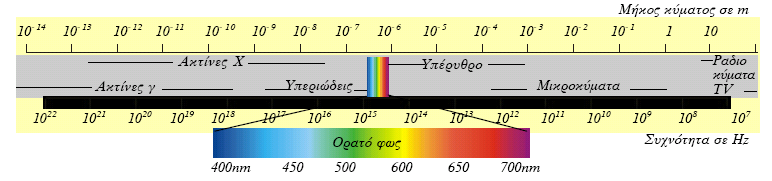 Μήκος κύματος σε m
10⁻¹⁴ 10⁻¹³ 10⁻¹² 10⁻¹¹ 10⁻¹⁰ 10⁻⁹ 10⁻⁸ 10⁻⁷ 10⁻⁶ 10⁻⁵ 10⁻⁴ 10⁻³ 10⁻² 10⁻¹ 1 10
Ακτίνες Χ Υπέρυθρο Ραδιο
κύματα
Ακτίνες γ Υπεριώδεις Μικροκύματα TV
10²² 10²¹ 10²⁰ 10¹⁹ 10¹⁸ 10¹⁷ 10¹⁶ 10¹⁵ 10¹⁴ 10¹³ 10¹² 10¹¹ 10¹⁰ 10⁹ 10⁸ 10⁷
Συχνότητα σε Hz
Ορατό φως
400nm 450 500 600 650 700nm